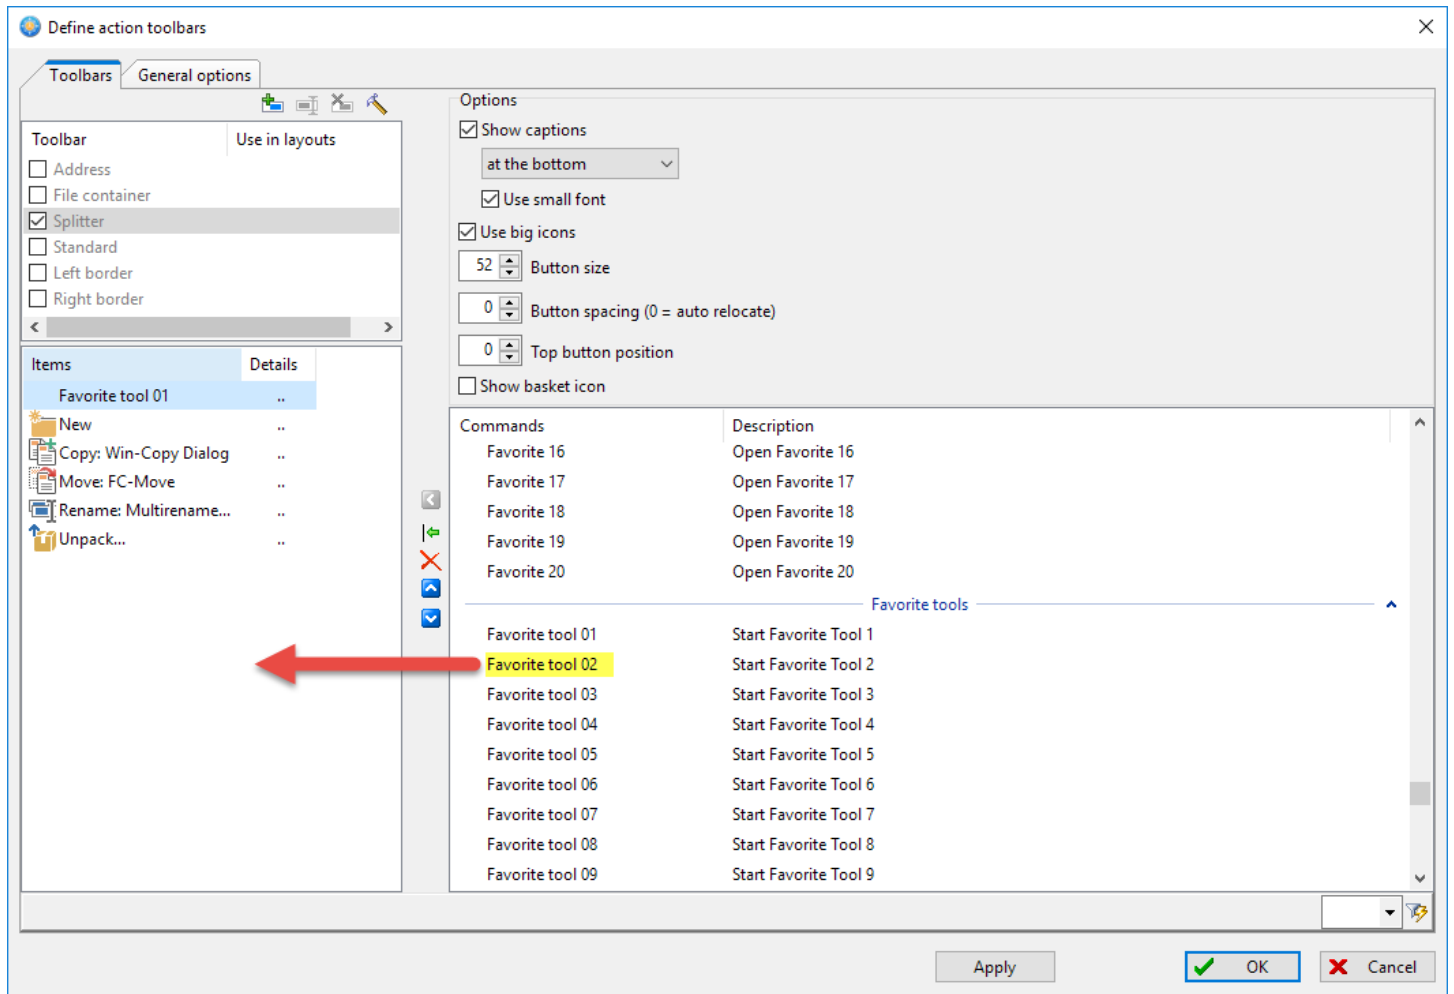 Define action toolbars
Toolbars General options
Toolbar Use in layouts
Address
File container
Splitter
Standard
Left border
Right border
Items Details
Favorite tool 01 ..
New ..
Copy: Win-Copy Dialog ..
Move: FC-Move ..
Rename: Multirename... ..
Unpack... ..
Options
Show captions
at the bottom
Use small font
Use big icons
52 Button size
0 Button spacing (0 = auto relocate)
0 Top button position
Show basket icon
Commands Description
Favorite 16 Open Favorite 16
Favorite 17 Open Favorite 17
Favorite 18 Open Favorite 18
Favorite 19 Open Favorite 19
Favorite 20 Open Favorite 20
Favorite tools
Favorite tool 01 Start Favorite Tool 1
Favorite tool 02 Start Favorite Tool 2
Favorite tool 03 Start Favorite Tool 3
Favorite tool 04 Start Favorite Tool 4
Favorite tool 05 Start Favorite Tool 5
Favorite tool 06 Start Favorite Tool 6
Favorite tool 07 Start Favorite Tool 7
Favorite tool 08 Start Favorite Tool 8
Favorite tool 09 Start Favorite Tool 9
Apply OK Cancel